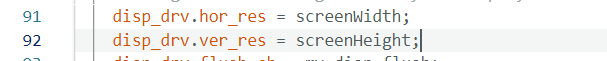 91 disp_drv.hor_res = screenWidth;
92 disp_drv.ver_res = screenHeight;